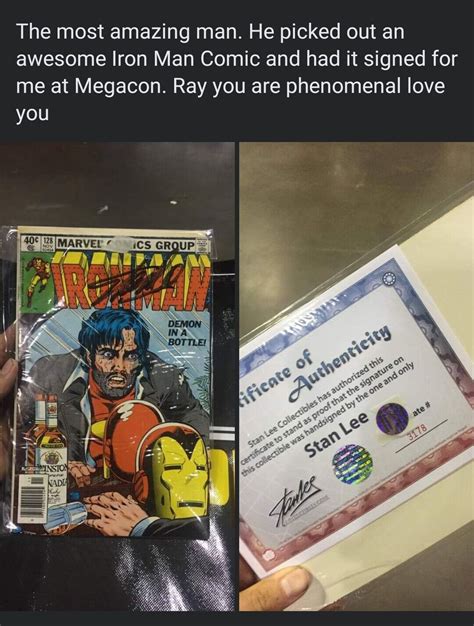 The most amazing man. He picked out an
awesome Iron Man Comic and had it signed for
me at Megacon. Ray you are phenomenal love
you
40¢ 128
NOV
MARVEL COMICS GROUP
IRON MAN
DEMON
IN A
BOTTLE!
Certificate of
Authenticity
Stan Lee Collectibles has authorized this
certificate to stand as proof that the signature on
this collectible was handsigned by the one and only
Stan Lee
ate #
3178